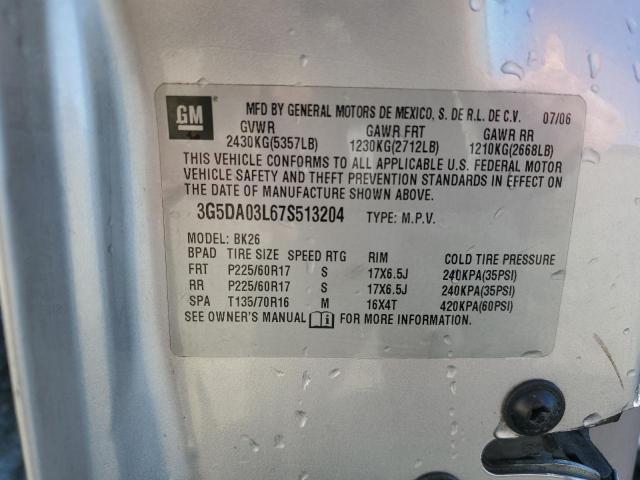 GM
MFD BY GENERAL MOTORS DE MEXICO, S. DE R.L. DE C.V. 07/06
GVWR GAWR FRT GAWR RR
2430KG(5357LB) 1230KG(2712LB) 1210KG(2668LB)
THIS VEHICLE CONFORMS TO ALL APPLICABLE U.S. FEDERAL MOTOR
VEHICLE SAFETY AND THEFT PREVENTION STANDARDS IN EFFECT ON
THE DATE OF MANUFACTURE SHOWN ABOVE.
3G5DA03L67S513204 TYPE: M.P.V.
MODEL: BK26
BPAD TIRE SIZE SPEED RTG RIM COLD TIRE PRESSURE
FRT P225/60R17 S 17X6.5J 240KPA(35PSI)
RR P225/60R17 S 17X6.5J 240KPA(35PSI)
SPA T135/70R16 M 16X4T 420KPA(60PSI)
SEE OWNER'S MANUAL FOR MORE INFORMATION.